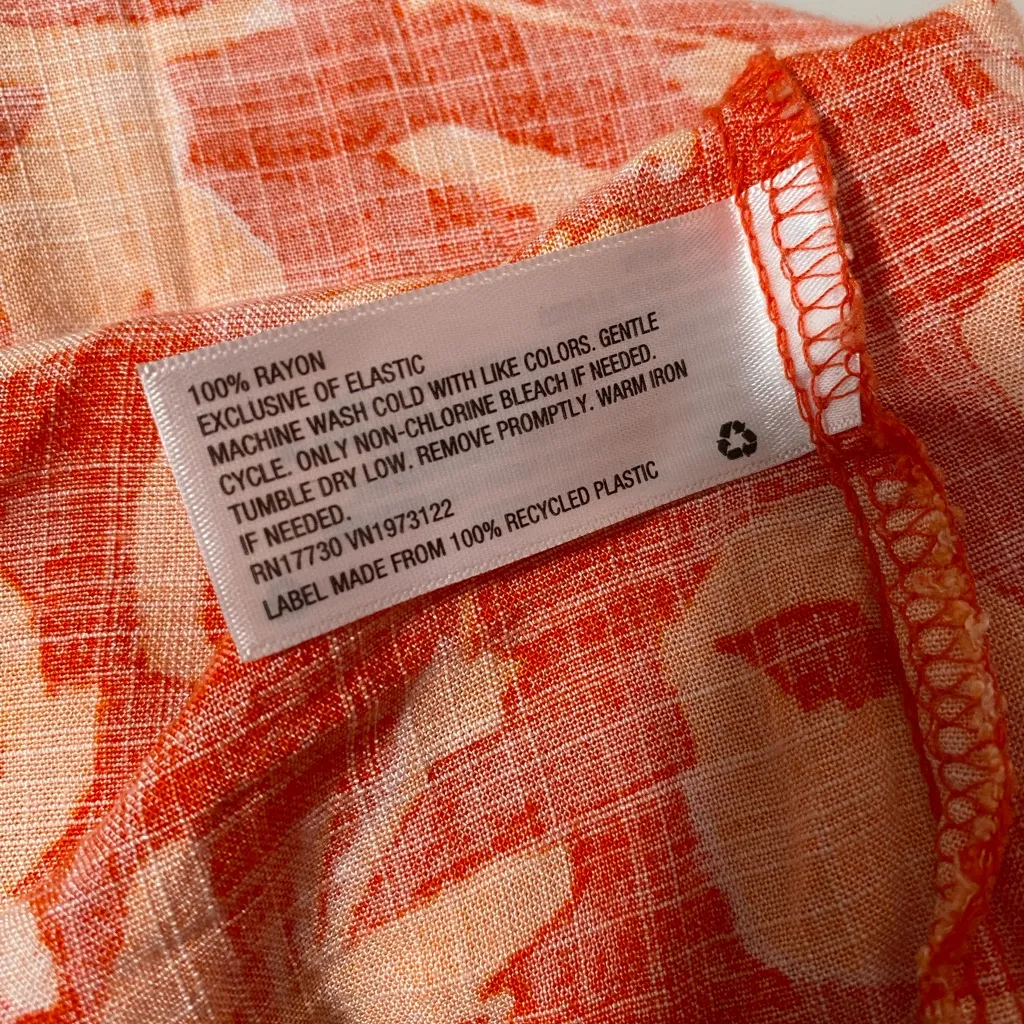 100% RAYON
EXCLUSIVE OF ELASTIC
MACHINE WASH COLD WITH LIKE COLORS. GENTLE
CYCLE. ONLY NON-CHLORINE BLEACH IF NEEDED.
TUMBLE DRY LOW. REMOVE PROMPTLY. WARM IRON
IF NEEDED.
RN17730 VN1973122
LABEL MADE FROM 100% RECYCLED PLASTIC